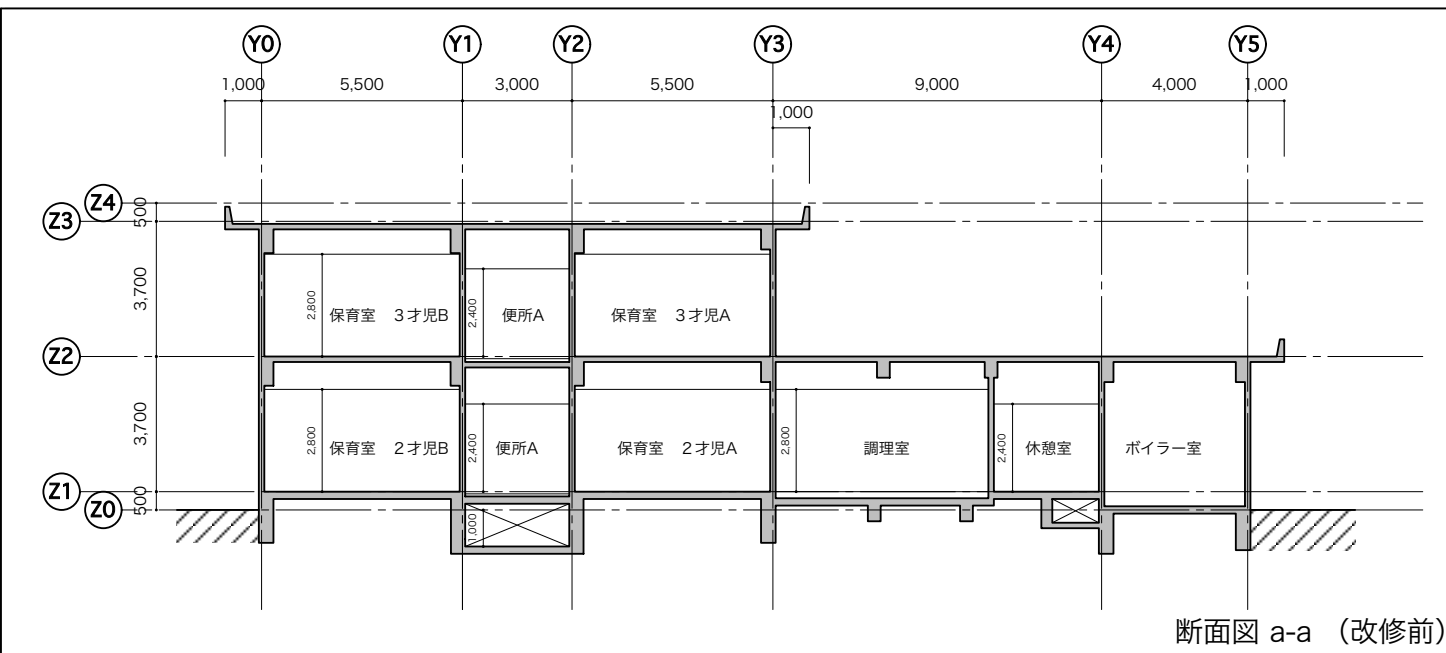 Y0 Y1 Y2 Y3 Y4 Y5
1,000 5,500 3,000 5,500 9,000 4,000 1,000
1,000
Z4
Z3
500
3,700
2,800 保育室 3才児B 2,400 便所A 保育室 3才児A
Z2
3,700
2,800 保育室 2才児B 2,400 便所A 保育室 2才児A 2,800 調理室 2,400 休憩室 ボイラー室
Z1
Z0
500
1,000
断面図 a-a (改修前)